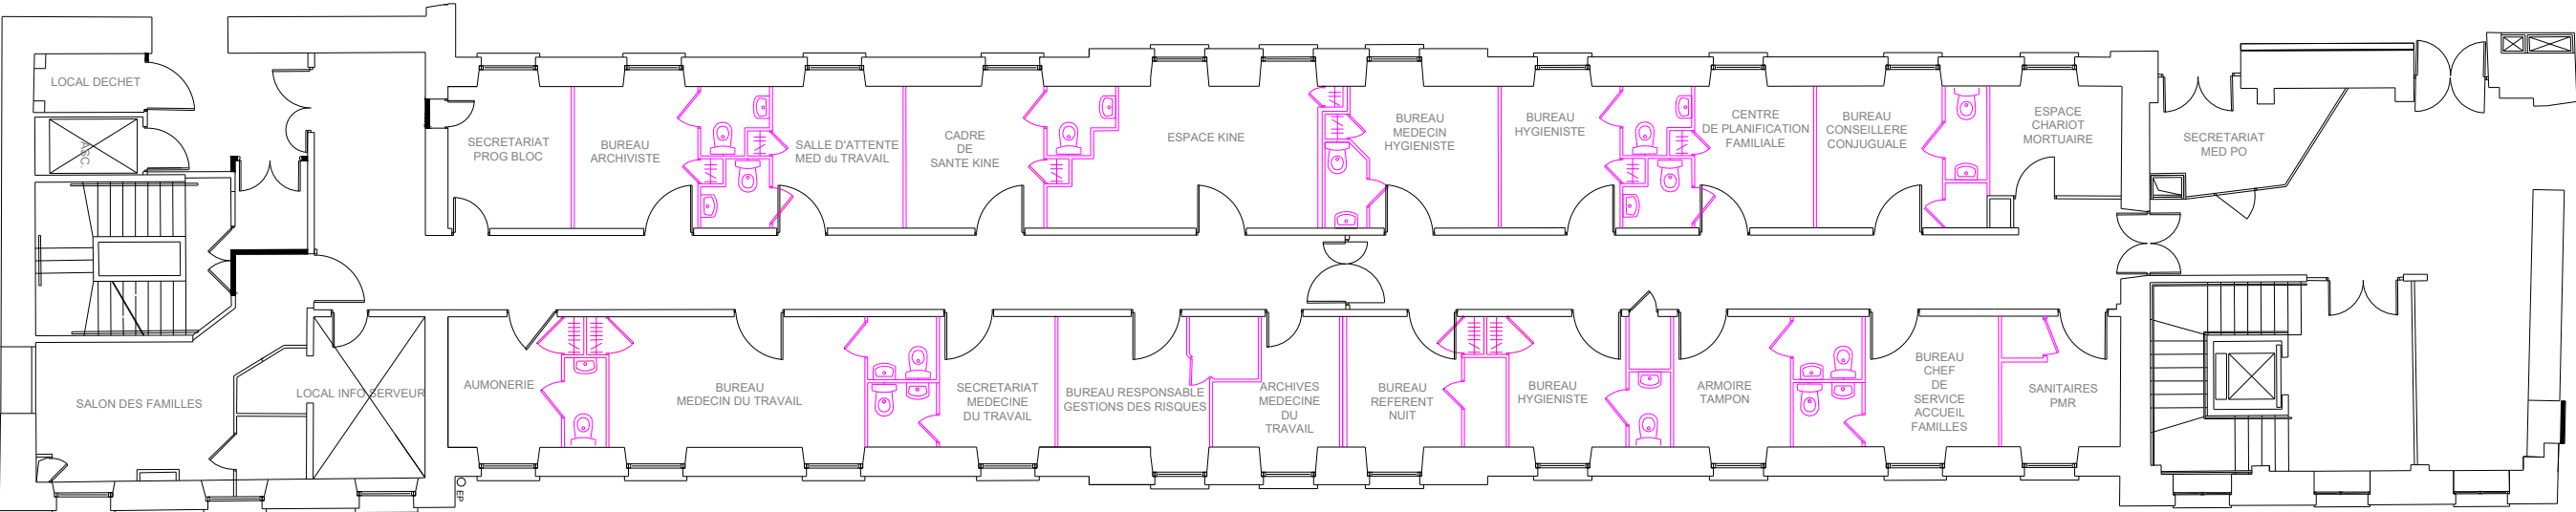 LOCAL DECHET
ASC.
SECRETARIAT
PROG BLOC
BUREAU
ARCHIVISTE
SALLE D'ATTENTE
MED du TRAVAIL
CADRE
DE
SANTE KINE
ESPACE KINE
BUREAU
MEDECIN
HYGIENISTE
BUREAU
HYGIENISTE
CENTRE
DE PLANIFICATION
FAMILIALE
BUREAU
CONSEILLERE
CONJUGUALE
ESPACE
CHARIOT
MORTUAIRE
SECRETARIAT
MED PO
SALON DES FAMILLES
LOCAL INFO SERVEUR
AUMONERIE
BUREAU
MEDECIN DU TRAVAIL
SECRETARIAT
MEDECINE
DU TRAVAIL
BUREAU RESPONSABLE
GESTIONS DES RISQUES
ARCHIVES
MEDECINE
DU
TRAVAIL
BUREAU
REFERENT
NUIT
BUREAU
HYGIENISTE
ARMOIRE
TAMPON
BUREAU
CHEF
DE
SERVICE
ACCUEIL
FAMILLES
SANITAIRES
PMR
EP